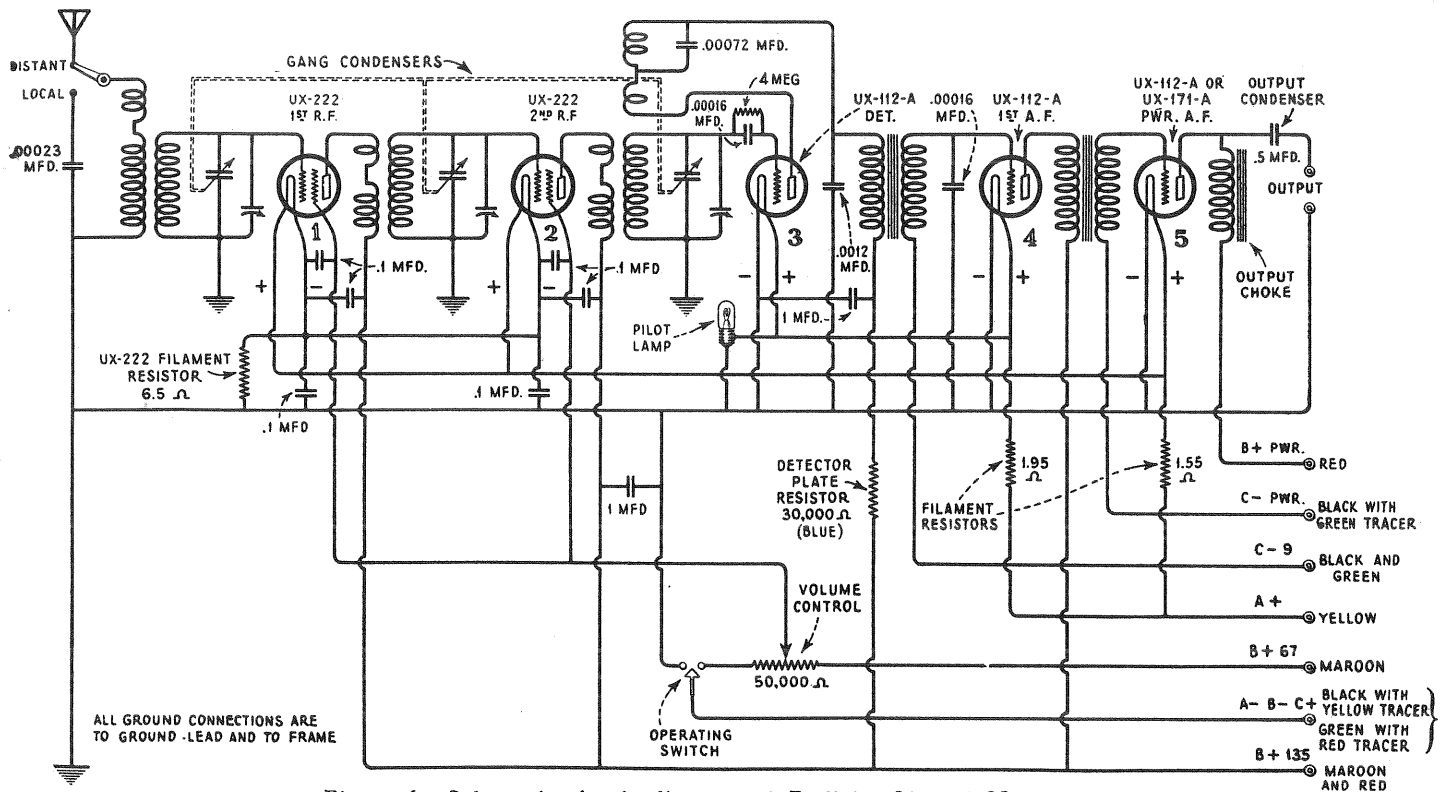 DISTANT
LOCAL
.00023
MFD.
GANG CONDENSERS
UX-222
1ST R.F.
UX-222
2ND R.F
.00072 MFD.
4 MEG
.00016
MFD.
UX-112-A
DET.
.00016
MFD.
UX-112-A
1ST A.F.
UX-112-A OR
UX-171-A
PWR. A.F.
OUTPUT
CONDENSER
.5 MFD.
OUTPUT
1
2
3
4
5
.1 MFD.
.1 MFD
.0012
MFD.
OUTPUT
CHOKE
+
-
+
-
-
+
-
+
-
+
1 MFD.
PILOT
LAMP
UX-222 FILAMENT
RESISTOR
6.5 Ω
.1 MFD
.1 MFD.
1 MFD
DETECTOR
PLATE
RESISTOR
30,000 Ω
(BLUE)
1.95
Ω
FILAMENT
RESISTORS
1.55
Ω
B+ PWR.
RED
C- PWR.
BLACK WITH
GREEN TRACER
C-9
BLACK AND
GREEN
A+
YELLOW
VOLUME
CONTROL
50,000 Ω
B+ 67
MAROON
OPERATING
SWITCH
A- B- C+
BLACK WITH
YELLOW TRACER
GREEN WITH
RED TRACER
B+ 135
MAROON
AND RED
ALL GROUND CONNECTIONS ARE
TO GROUND-LEAD AND TO FRAME